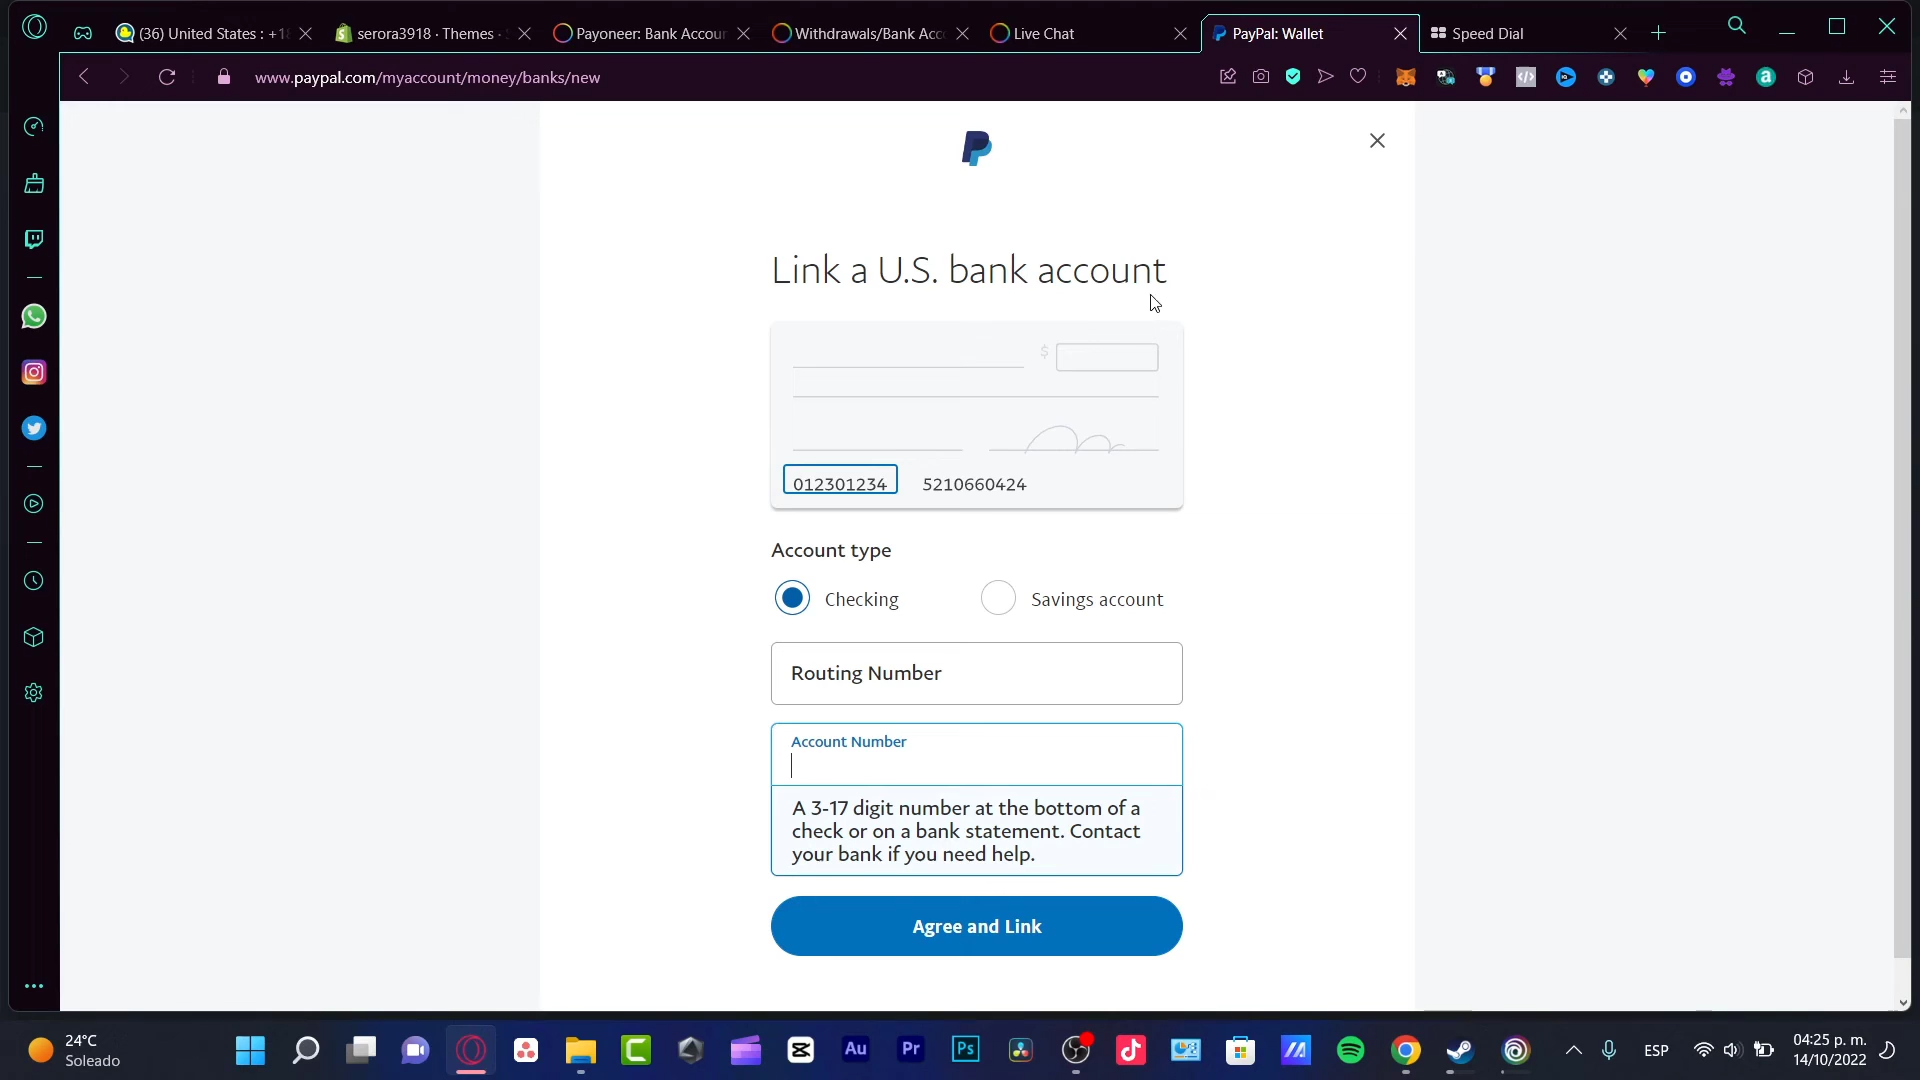 (36) United States : +18
serora3918 · Themes ·
Payoneer: Bank Accour
Withdrawals/Bank Acc
Live Chat
PayPal: Wallet
Speed Dial
www.paypal.com/myaccount/money/banks/new
Link a U.S. bank account
$
012301234 5210660424
Account type
Checking
Savings account
Routing Number
Account Number
A 3-17 digit number at the bottom of a
check or on a bank statement. Contact
your bank if you need help.
Agree and Link
24°C
Soleado
Au
Pr
Ps
ESP
04:25 p. m.
14/10/2022